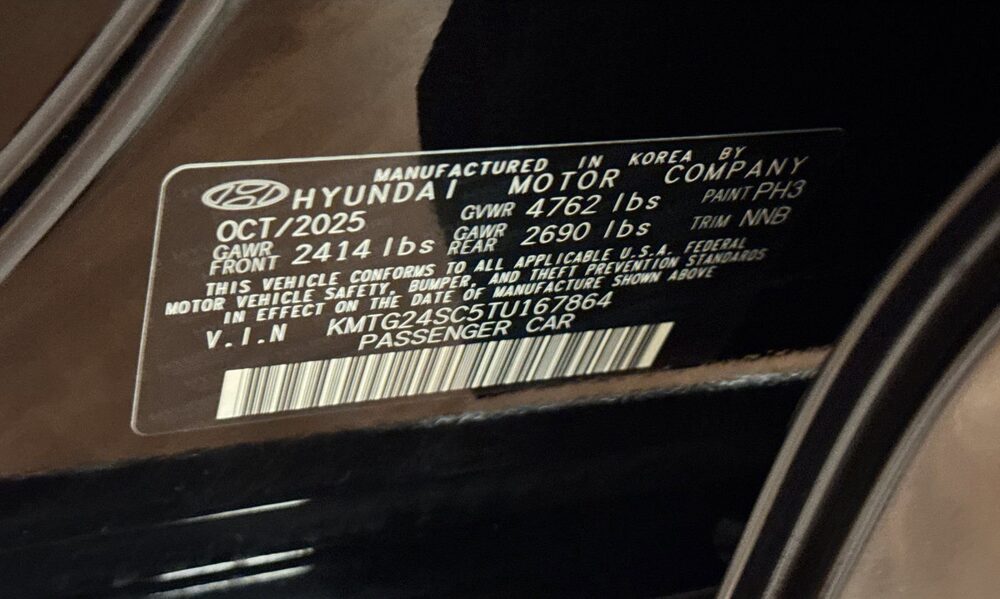 MANUFACTURED IN KOREA BY
HYUNDAI MOTOR COMPANY
OCT/2025 GVWR 4762 lbs PAINT PH3
GAWR FRONT 2414 lbs GAWR REAR 2690 lbs TRIM NNB
THIS VEHICLE CONFORMS TO ALL APPLICABLE U.S.A. FEDERAL
MOTOR VEHICLE SAFETY, BUMPER, AND THEFT PREVENTION STANDARDS
IN EFFECT ON THE DATE OF MANUFACTURE SHOWN ABOVE
V.I.N KMTG24SC5TU167864
PASSENGER CAR